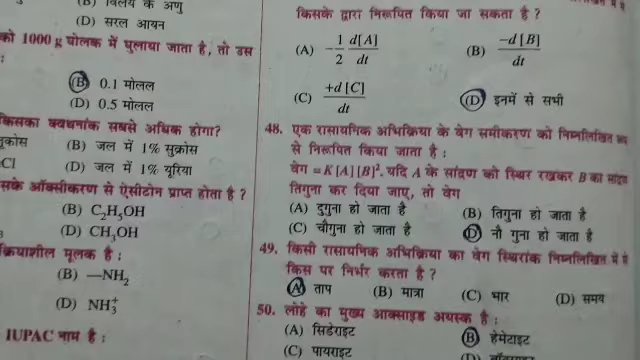 (B) विलेय के अणु
(D) सरल आयन
को 1000 g घोलक में घुलाया जाता है, तो उस
:
(B) 0.1 मोलल
(D) 0.5 मोलल
किसका क्वथनांक सबसे अधिक होगा?
(B) जल में 1% सुक्रोस
Cl (D) जल में 1% यूरिया
सके ऑक्सीकरण से ऐसीटोन प्राप्त होता है ?
(B) C₂H₅OH
(D) CH₃OH
क्रियाशील मूलक है :
(B) —NH₂
(D) NH₃⁺
IUPAC नाम है :
किसके द्वारा निरूपित किया जा सकता है ?
(A) -1/2 d[A]/dt (B) -d[B]/dt
(C) +d[C]/dt (D) इनमें से सभी
48. एक रासायनिक अभिक्रिया के वेग समीकरण को निम्नलिखित
से निरूपित किया जाता है :
वेग = K[A][B]². यदि A के सांद्रण को स्थिर रखकर B का
तिगुना कर दिया जाए, तो वेग
(A) दुगुना हो जाता है (B) तिगुना हो जाता है
(C) चौगुना हो जाता है (D) नौ गुना हो जाता है
49. किसी रासायनिक अभिक्रिया का वेग स्थिरांक निम्नलिखित में
किस पर निर्भर करता है ?
(A) ताप (B) मात्रा (C) भार (D) समय
50. लोहे का मुख्य आक्साइड अयस्क है :
(A) सिडेराइट (B) हेमेटाइट
(C) पायराइट (D)